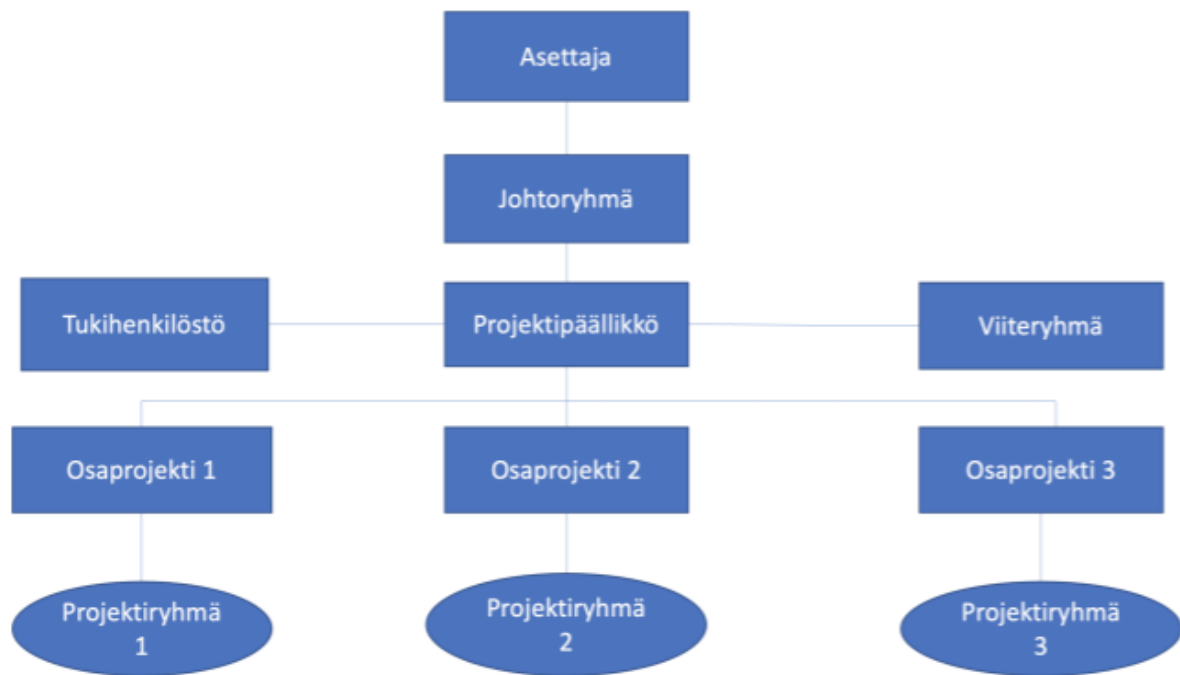 Asettaja
Johtoryhmä
Tukihenkilöstö
Projektipäällikkö
Viiteryhmä
Osaprojekti 1
Osaprojekti 2
Osaprojekti 3
Projektiryhmä
1
Projektiryhmä
2
Projektiryhmä
3